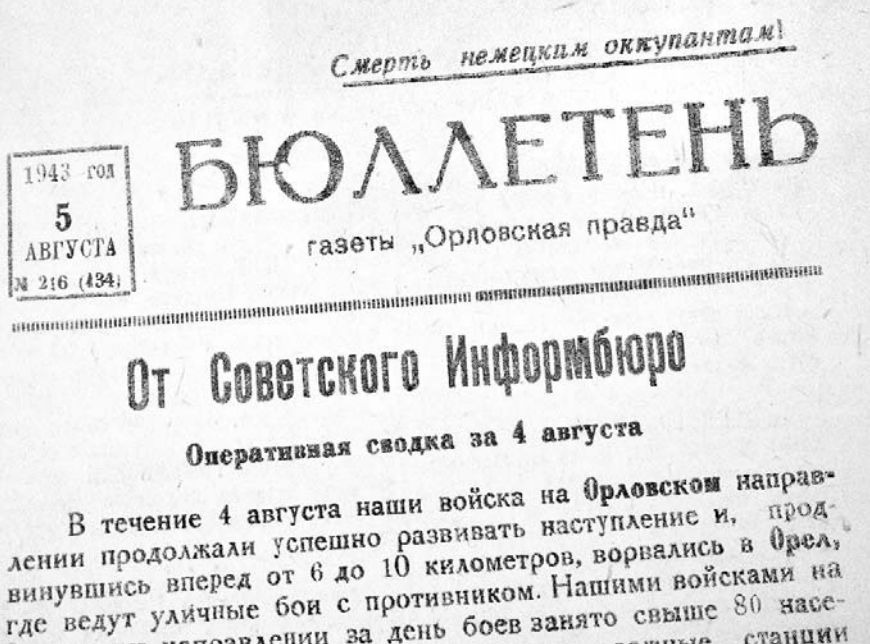 Смерть немецким оккупантам!
БЮЛЛЕТЕНЬ
газеты „Орловская правда“
1943 год
5
АВГУСТА
№ 216 (434)
От Советского Информбюро
Оперативная сводка за 4 августа
В течение 4 августа наши войска на Орловском направ-
лении продолжали успешно развивать наступление и, прод-
винувшись вперед от 6 до 10 километров, ворвались в Орел,
где ведут уличные бои с противником. Нашими войсками на
направлении за день боев занято свыше 80 насе-
станции